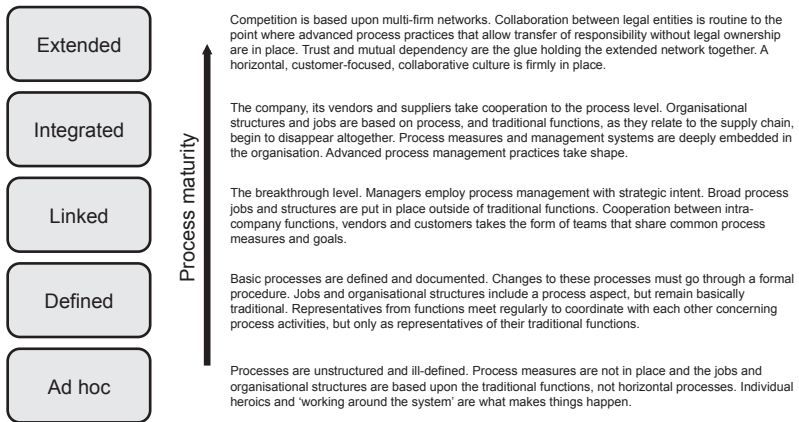 Extended
Competition is based upon multi-firm networks. Collaboration between legal entities is routine to the
point where advanced process practices that allow transfer of responsibility without legal ownership
are in place. Trust and mutual dependency are the glue holding the extended network together. A
horizontal, customer-focused, collaborative culture is firmly in place.
Integrated
The company, its vendors and suppliers take cooperation to the process level. Organisational
structures and jobs are based on process, and traditional functions, as they relate to the supply chain,
begin to disappear altogether. Process measures and management systems are deeply embedded in
the organisation. Advanced process management practices take shape.
Process maturity
Linked
The breakthrough level. Managers employ process management with strategic intent. Broad process
jobs and structures are put in place outside of traditional functions. Cooperation between intra-
company functions, vendors and customers takes the form of teams that share common process
measures and goals.
Defined
Basic processes are defined and documented. Changes to these processes must go through a formal
procedure. Jobs and organisational structures include a process aspect, but remain basically
traditional. Representatives from functions meet regularly to coordinate with each other concerning
process activities, but only as representatives of their traditional functions.
Ad hoc
Processes are unstructured and ill-defined. Process measures are not in place and the jobs and
organisational structures are based upon the traditional functions, not horizontal processes. Individual
heroics and ‘working around the system’ are what makes things happen.